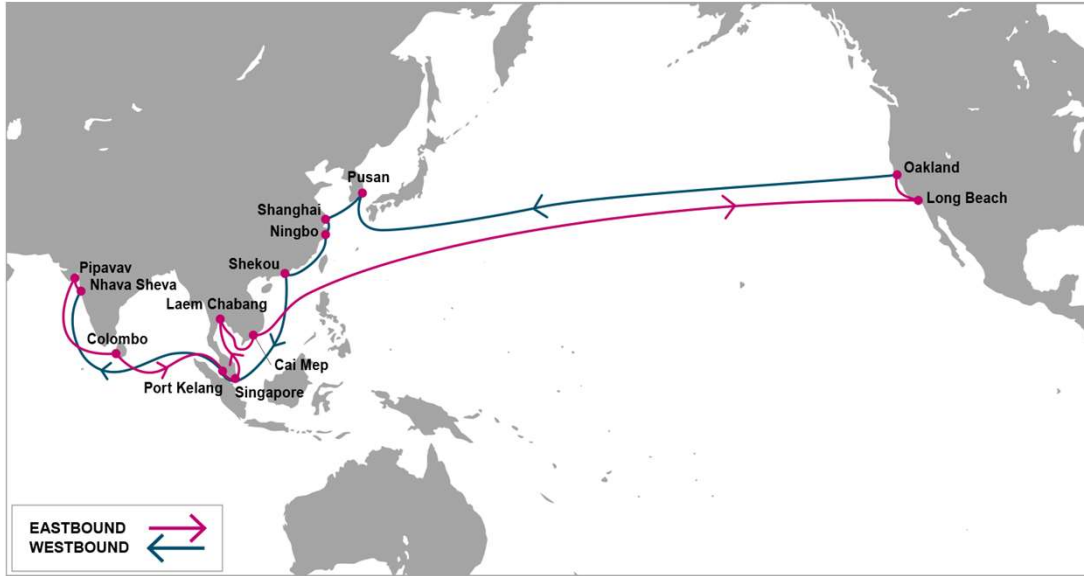 Oakland
Pusan
Long Beach
Shanghai
Ningbo
Shekou
Pipavav
Nhava Sheva
Laem Chabang
Colombo
Cai Mep
Port Kelang
Singapore
EASTBOUND
WESTBOUND